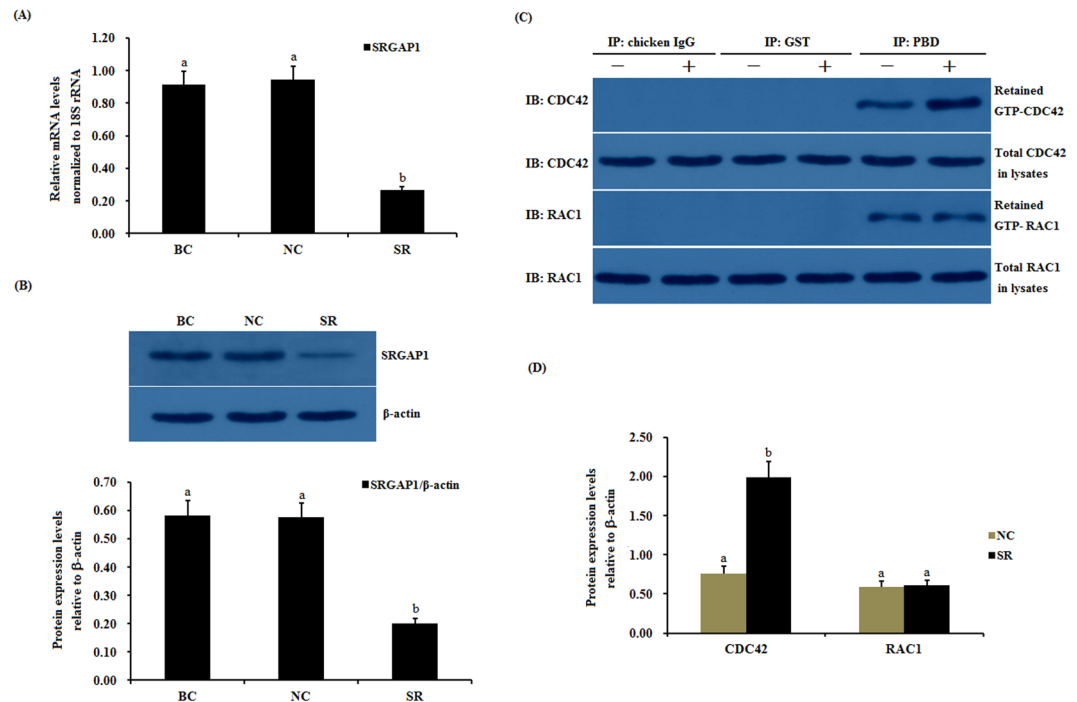 (A)
Relative mRNA levels
normalized to 18S rRNA
1.20
1.00
0.80
0.60
0.40
0.20
0.00
SRGAP1
a
a
b
BC NC SR
(B)
BC NC SR
SRGAP1
β-actin
Protein expression levels
relative to β-actin
0.70
0.60
0.50
0.40
0.30
0.20
0.10
0.00
SRGAP1/β-actin
a
a
b
BC NC SR
(C)
IP: chicken IgG IP: GST IP: PBD
− + − + − +
IB: CDC42
Retained
GTP-CDC42
IB: CDC42
Total CDC42
in lysates
IB: RAC1
Retained
GTP- RAC1
IB: RAC1
Total RAC1
in lysates
(D)
Protein expression levels
relative to β-actin
2.50
2.00
1.50
1.00
0.50
0.00
a
b
a
a
NC
SR
CDC42 RAC1